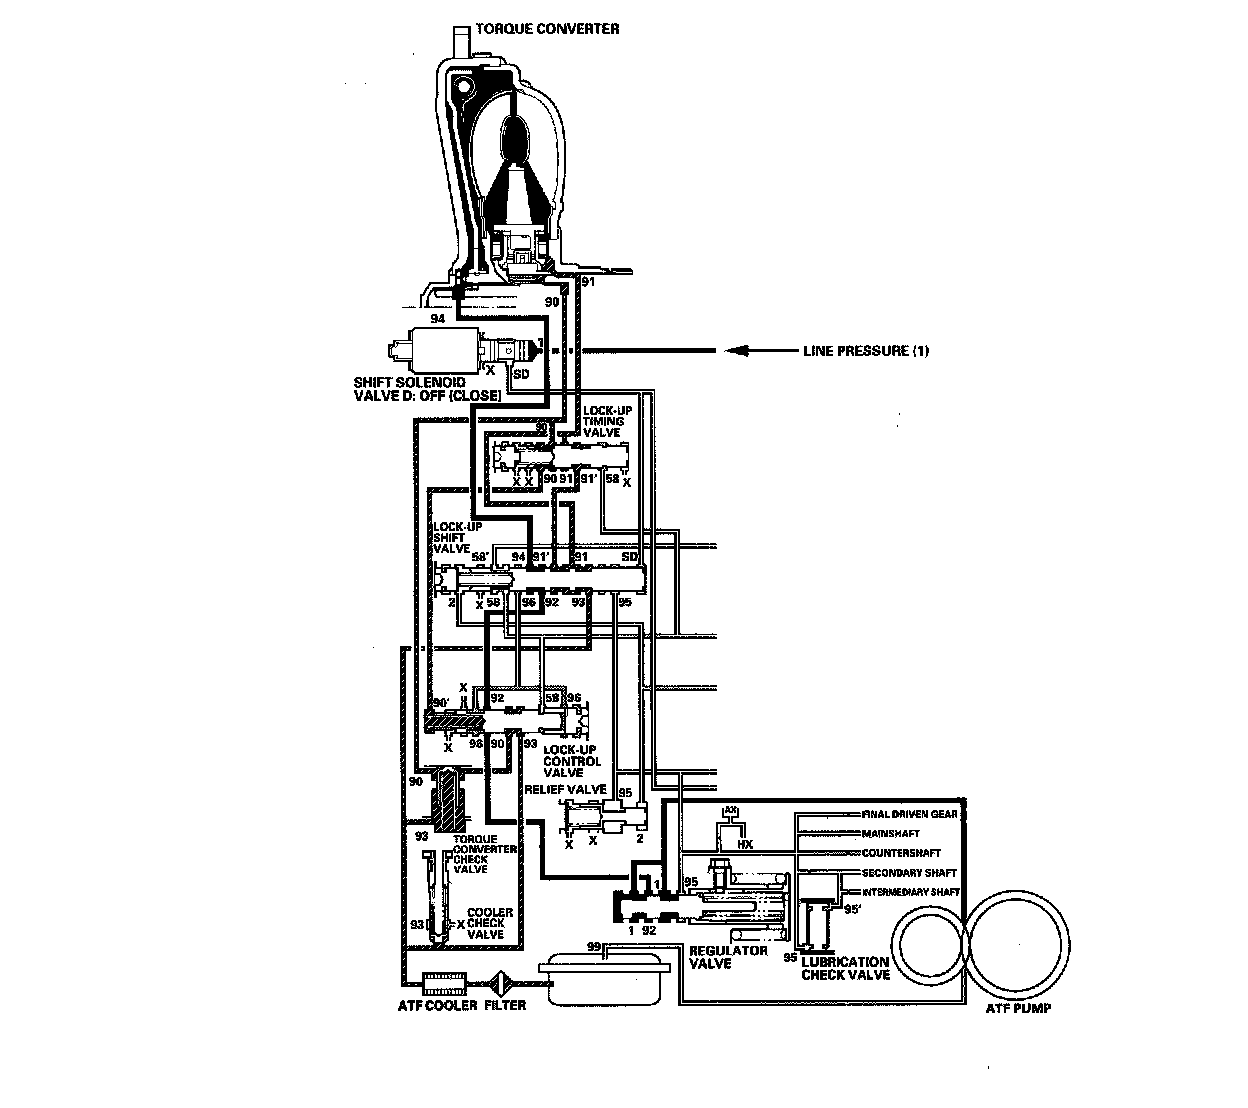 TORQUE CONVERTER
91
90
94
LINE PRESSURE (1)
X
SD
SHIFT SOLENOID
VALVE D: OFF (CLOSE)
LOCK-UP
TIMING
VALVE
90
X X 90 91 91' 58 X
LOCK-UP
SHIFT
VALVE
58' 94 91' 91 SD
2 X 58 96 92 93 95
X
90' 92 58 96
X 96 90 93
LOCK-UP
CONTROL
VALVE
90
RELIEF VALVE 95
X X 2
93
TORQUE
CONVERTER
CHECK
VALVE
AX
HX
FINAL DRIVEN GEAR
MAINSHAFT
COUNTERSHAFT
SECONDARY SHAFT
INTERMEDIARY SHAFT
1 95
95'
93 X
COOLER
CHECK
VALVE
1 92
REGULATOR
VALVE
95
LUBRICATION
CHECK VALVE
99
ATF COOLER FILTER
ATF PUMP